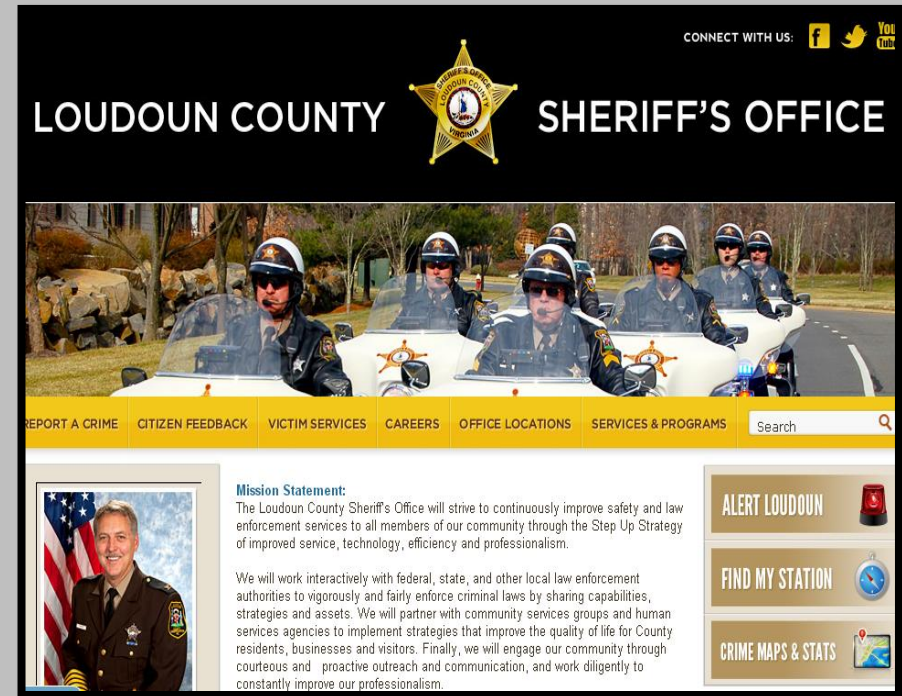 CONNECT WITH US:
f
You
Tube
LOUDOUN COUNTY
SHERIFF'S OFFICE
SHERIFF'S OFFICE
LOUDOUN COUNTY
VIRGINIA
REPORT A CRIME
CITIZEN FEEDBACK
VICTIM SERVICES
CAREERS
OFFICE LOCATIONS
SERVICES & PROGRAMS
Search
Mission Statement:
The Loudoun County Sheriff's Office will strive to continuously improve safety and law
enforcement services to all members of our community through the Step Up Strategy
of improved service, technology, efficiency and professionalism.
We will work interactively with federal, state, and other local law enforcement
authorities to vigorously and fairly enforce criminal laws by sharing capabilities,
strategies and assets. We will partner with community services groups and human
services agencies to implement strategies that improve the quality of life for County
residents, businesses and visitors. Finally, we will engage our community through
courteous and proactive outreach and communication, and work diligently to
constantly improve our professionalism.
ALERT LOUDOUN
FIND MY STATION
CRIME MAPS & STATS